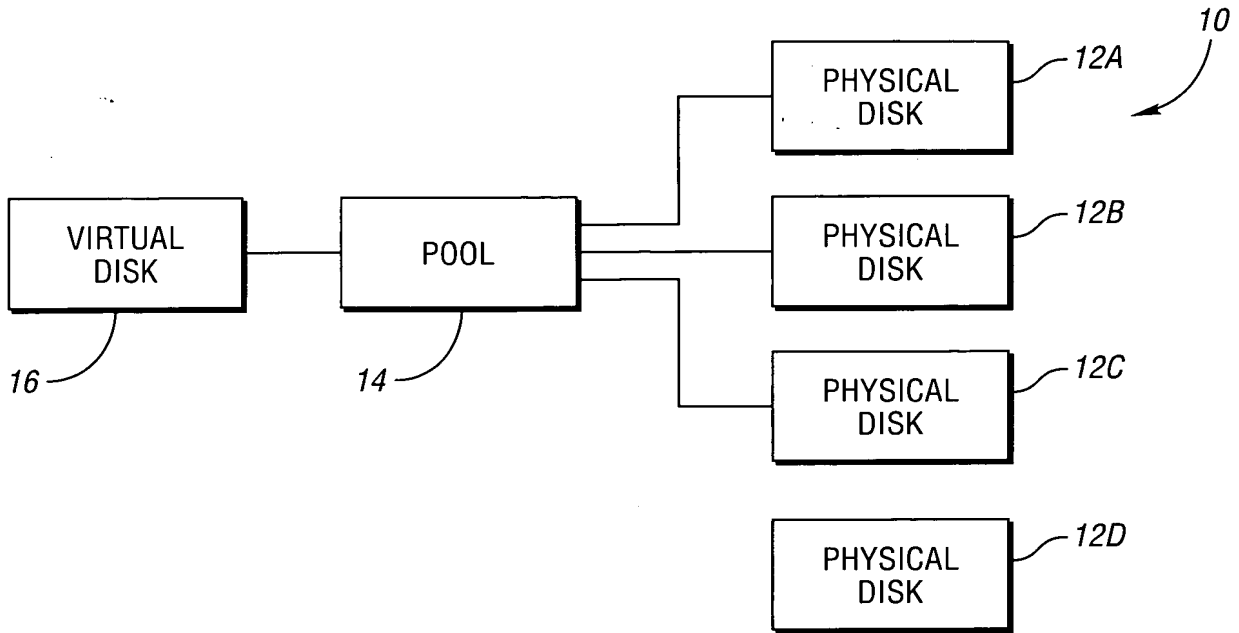 10
PHYSICAL
DISK
12A
VIRTUAL
DISK
16
POOL
14
PHYSICAL
DISK
12B
PHYSICAL
DISK
12C
PHYSICAL
DISK
12D